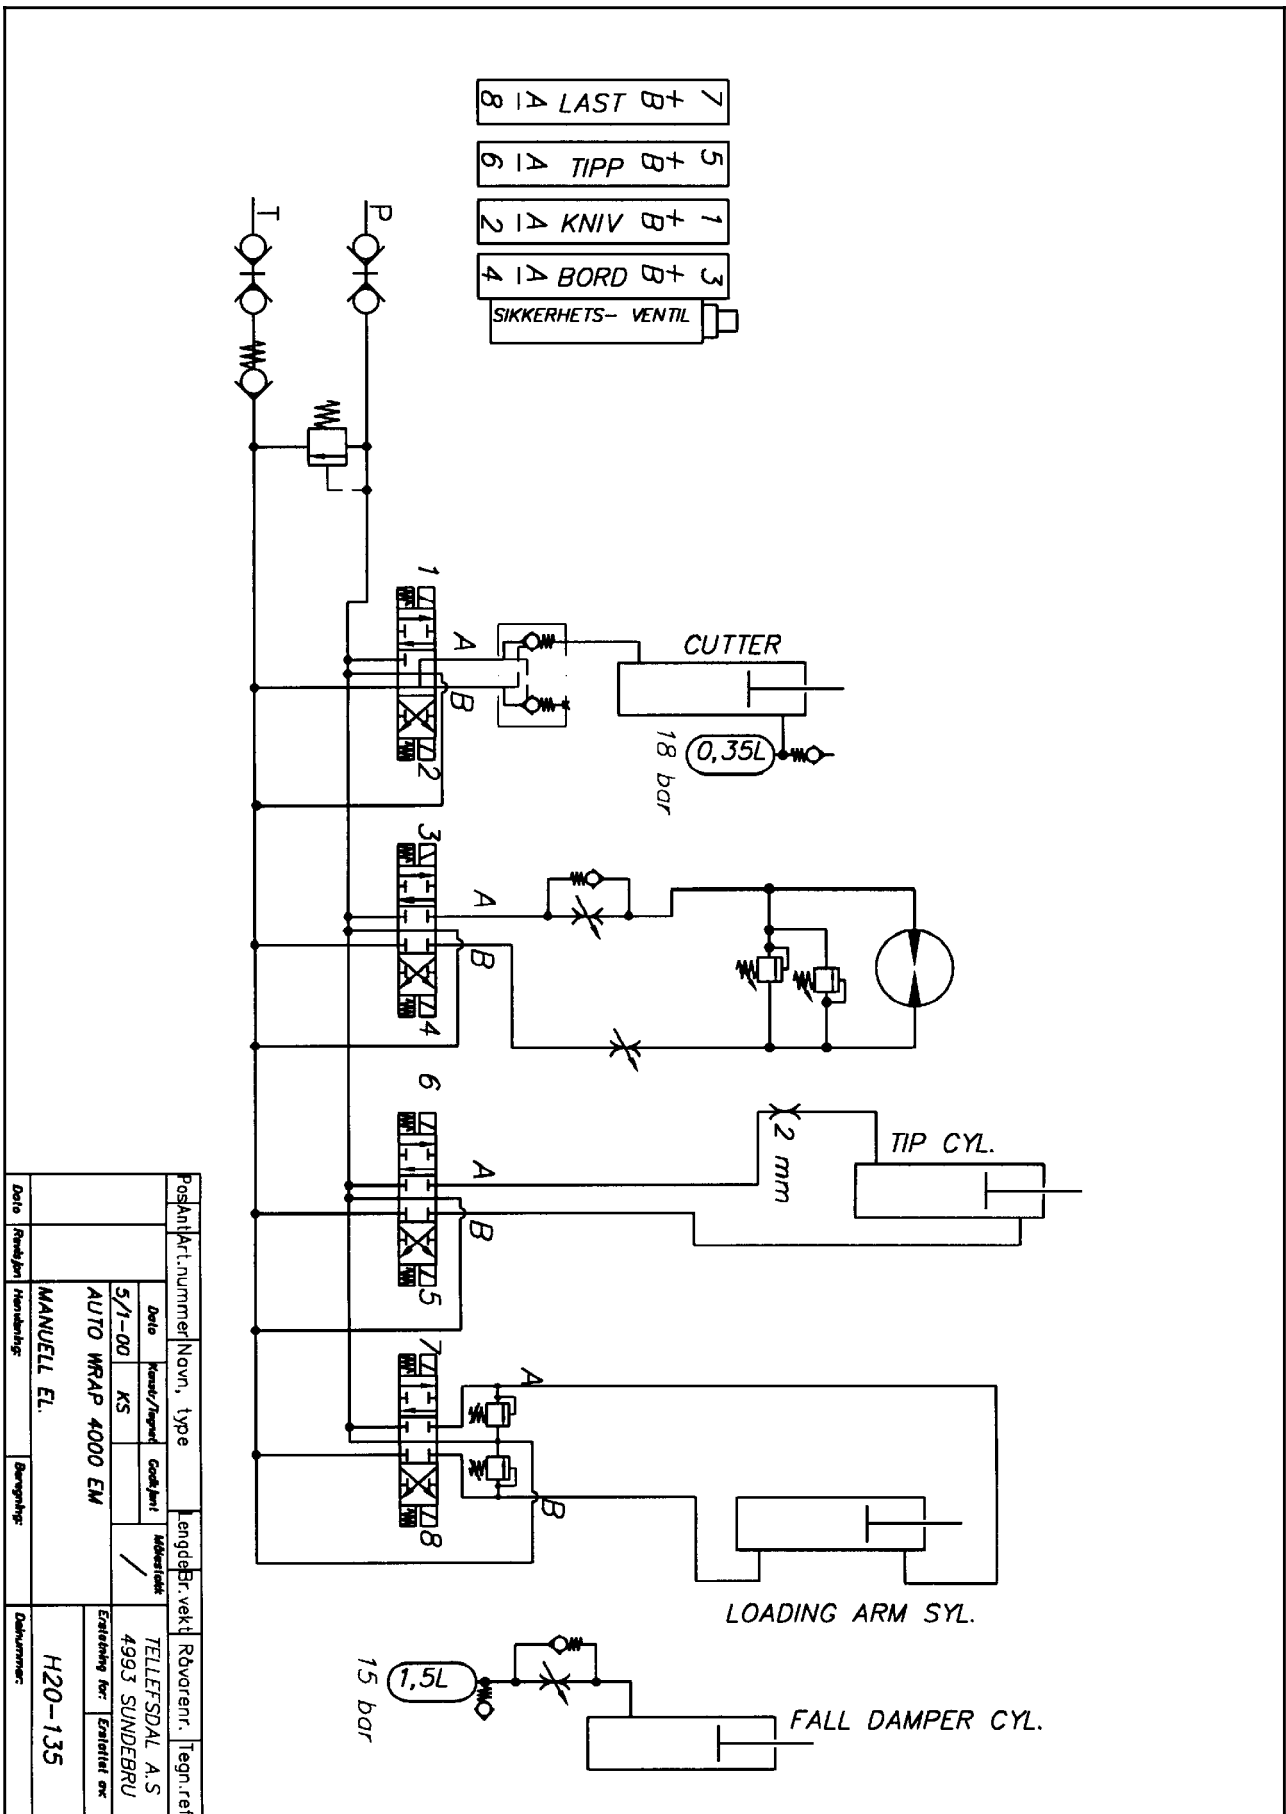 7 + B LAST A - 8
5 + B TIPP A - 6
1 + B KNIV A - 2
3 + B BORD A - 4
SIKKERHETS- VENTIL
T
P
1
A
B
2
CUTTER
0,35L
18 bar
3
A
B
4
6
A
B
5
2 mm
TIP CYL.
7
A
B
8
LOADING ARM SYL.
1,5L
15 bar
FALL DAMPER CYL.
Pos Ant Art.nummer Navn, type Lengde Br.vekt Råvarenr. Tegn.ref
Dato Konstr/Tegnet Godkjent Målestokk
5/1-00 KS /
TELLEFSDAL A.S
4993 SUNDEBRU
AUTO WRAP 4000 EM
Erstatning for: Erstattet av:
MANUELL EL.
H20-135
Dato Revisjon Henvisning: Beregning: Delnummer: